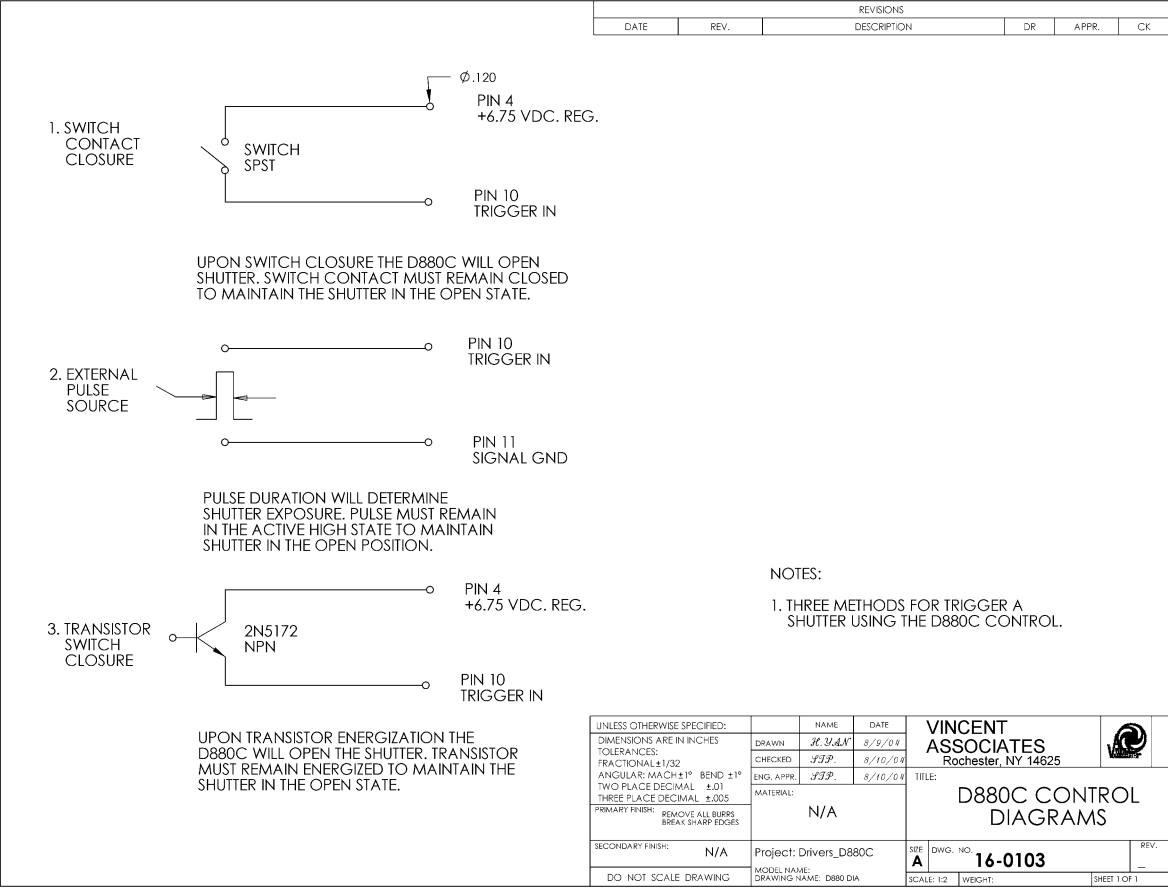 REVISIONS
DATE REV. DESCRIPTION DR APPR. CK
Ø.120
PIN 4
+6.75 VDC. REG.
1. SWITCH
CONTACT
CLOSURE
SWITCH
SPST
PIN 10
TRIGGER IN
UPON SWITCH CLOSURE THE D880C WILL OPEN
SHUTTER. SWITCH CONTACT MUST REMAIN CLOSED
TO MAINTAIN THE SHUTTER IN THE OPEN STATE.
PIN 10
TRIGGER IN
2. EXTERNAL
PULSE
SOURCE
PIN 11
SIGNAL GND
PULSE DURATION WILL DETERMINE
SHUTTER EXPOSURE. PULSE MUST REMAIN
IN THE ACTIVE HIGH STATE TO MAINTAIN
SHUTTER IN THE OPEN POSITION.
PIN 4
+6.75 VDC. REG.
3. TRANSISTOR
SWITCH
CLOSURE
2N5172
NPN
PIN 10
TRIGGER IN
UPON TRANSISTOR ENERGIZATION THE
D880C WILL OPEN THE SHUTTER. TRANSISTOR
MUST REMAIN ENERGIZED TO MAINTAIN THE
SHUTTER IN THE OPEN STATE.
NOTES:
1. THREE METHODS FOR TRIGGER A
SHUTTER USING THE D880C CONTROL.
UNLESS OTHERWISE SPECIFIED:
DIMENSIONS ARE IN INCHES
TOLERANCES:
FRACTIONAL±1/32
ANGULAR: MACH±1° BEND ±1°
TWO PLACE DECIMAL ±.01
THREE PLACE DECIMAL ±.005
PRIMARY FINISH: REMOVE ALL BURRS
BREAK SHARP EDGES
SECONDARY FINISH: N/A
DO NOT SCALE DRAWING
NAME DATE
DRAWN H.YAN 8/9/04
CHECKED STP. 8/10/04
ENG. APPR. STP. 8/10/04
MATERIAL:
N/A
Project: Drivers_D880C
MODEL NAME:
DRAWING NAME: D880 DIA
VINCENT
ASSOCIATES
Rochester, NY 14625
TITLE:
D880C CONTROL
DIAGRAMS
SIZE A DWG. NO. 16-0103 REV. _
SCALE: 1:2 WEIGHT: SHEET 1 OF 1